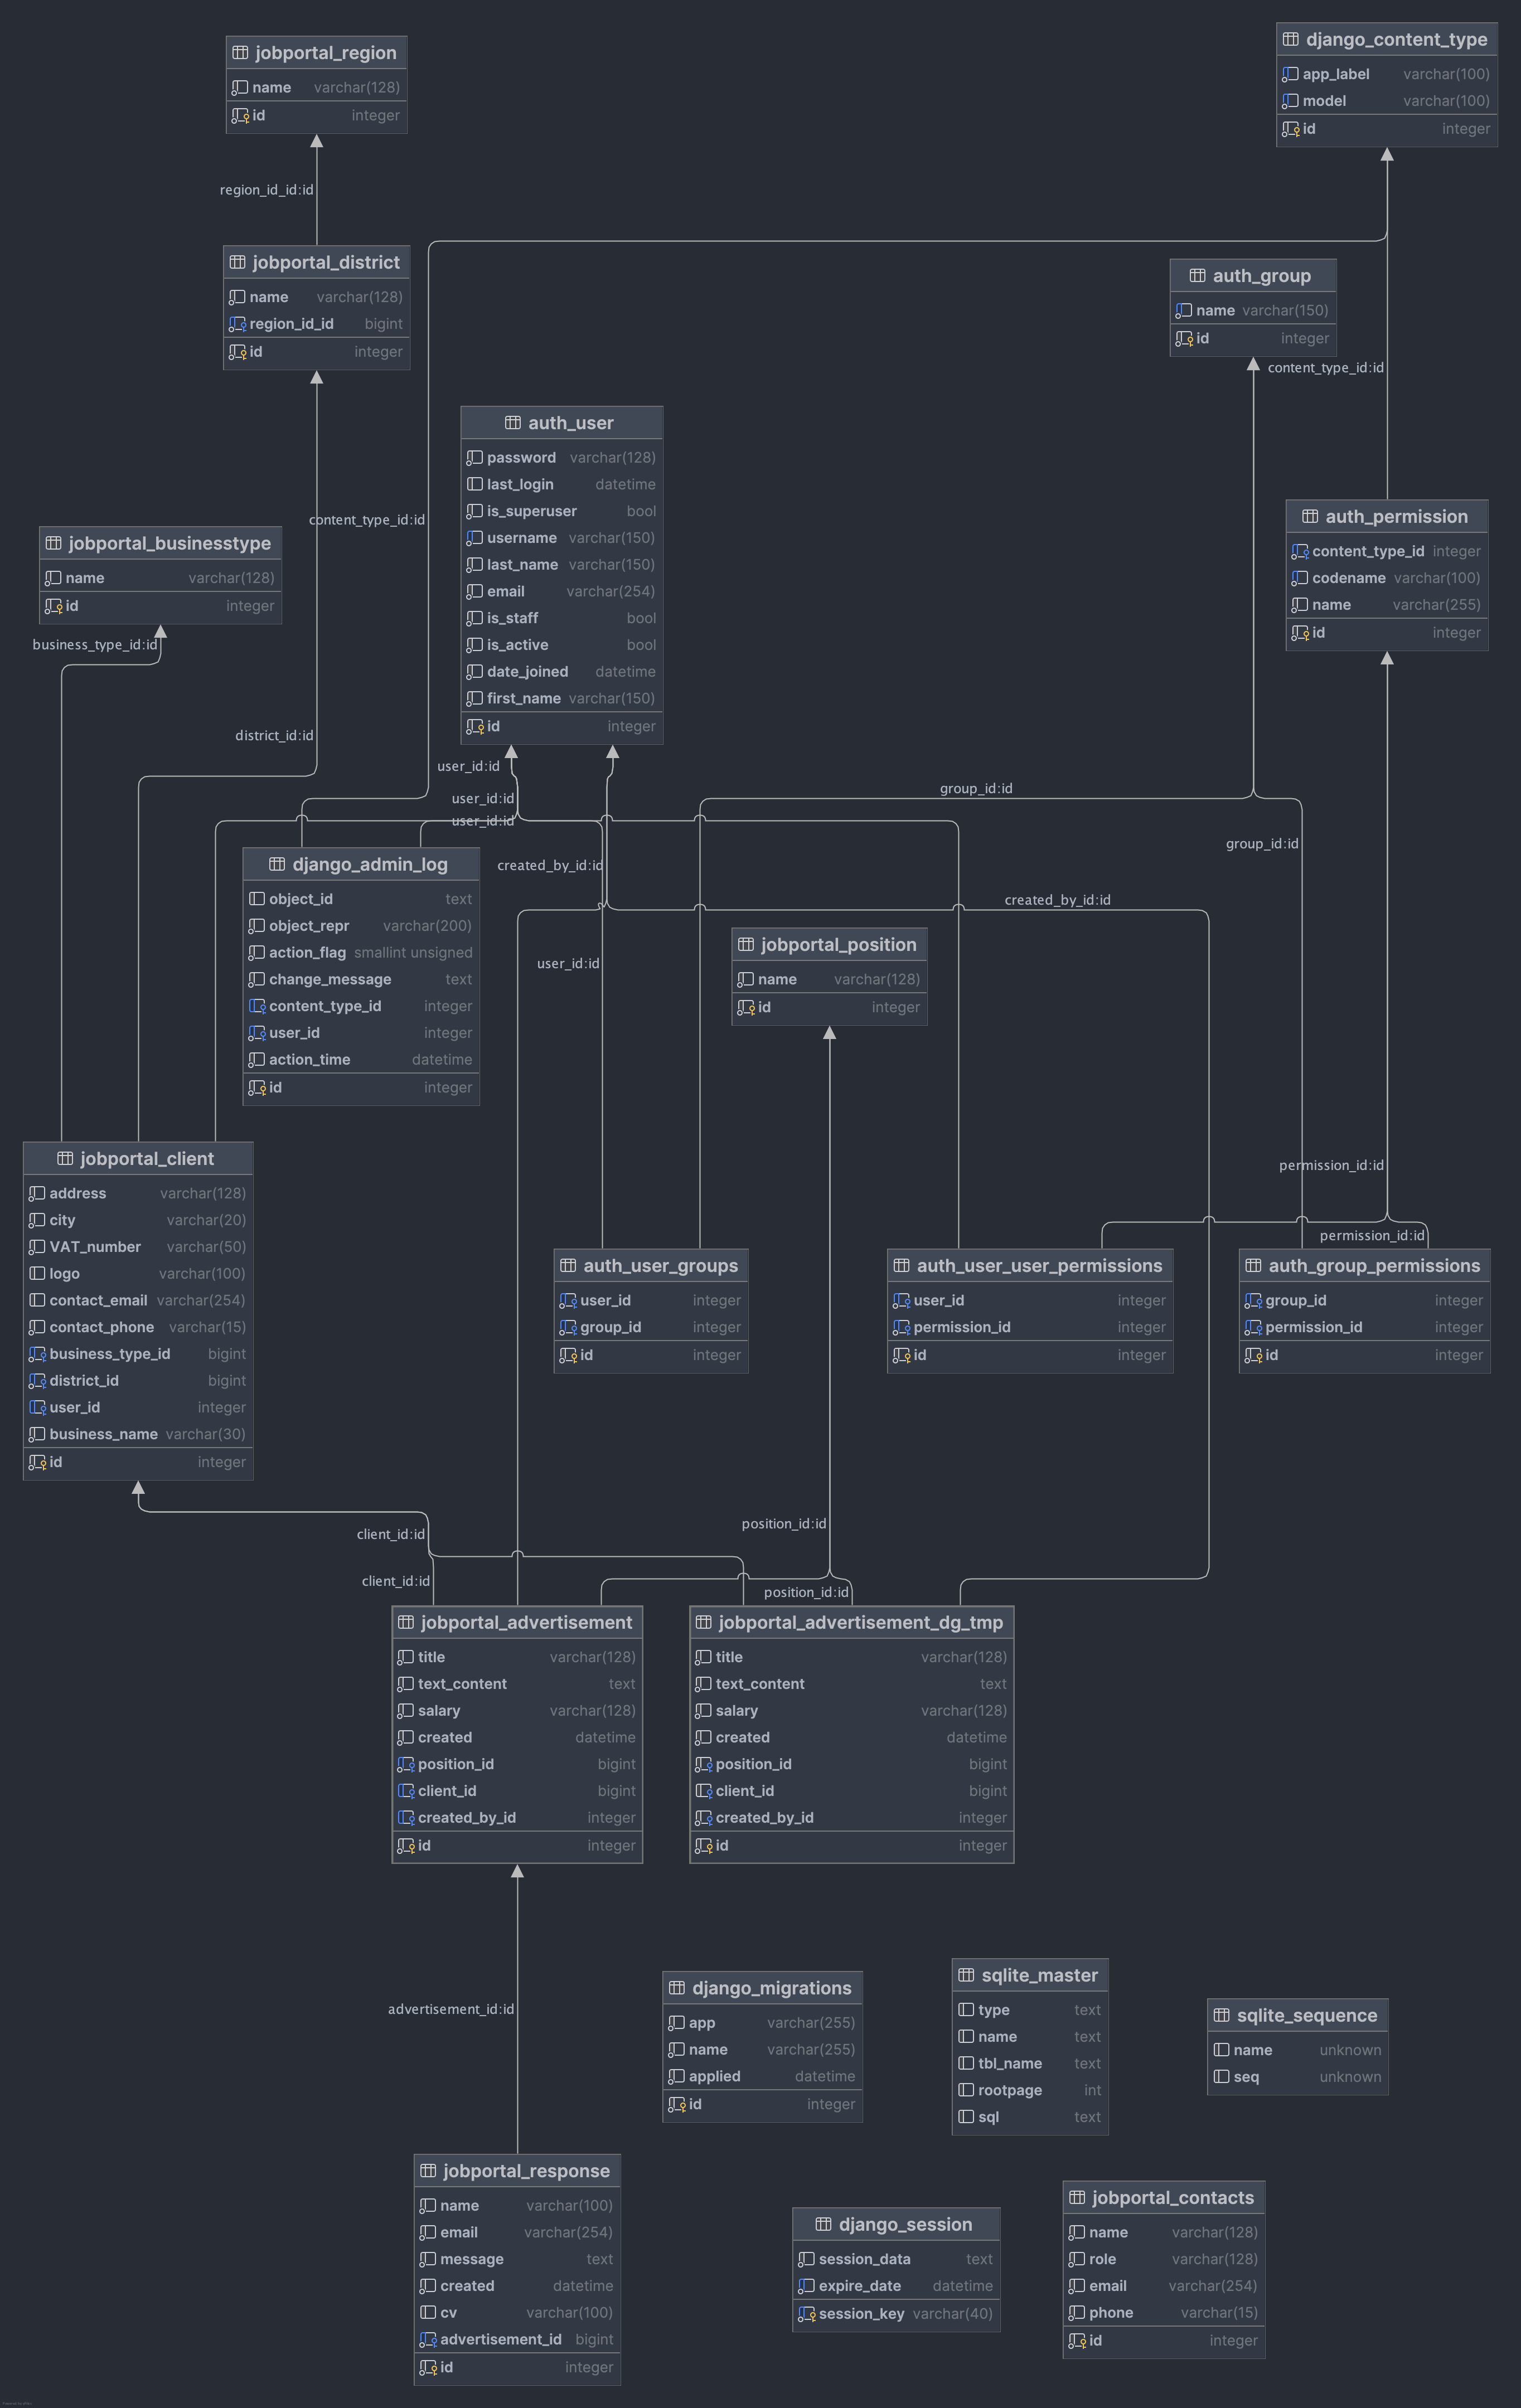 jobportal_region
name varchar(128)
id integer
django_content_type
app_label varchar(100)
model varchar(100)
id integer
region_id_id:id
jobportal_district
name varchar(128)
region_id_id bigint
id integer
auth_group
name varchar(150)
id integer
content_type_id:id
auth_user
password varchar(128)
last_login datetime
is_superuser bool
username varchar(150)
last_name varchar(150)
email varchar(254)
is_staff bool
is_active bool
date_joined datetime
first_name varchar(150)
id integer
content_type_id:id
auth_permission
content_type_id integer
codename varchar(100)
name varchar(255)
id integer
jobportal_businesstype
name varchar(128)
id integer
business_type_id:id
district_id:id
user_id:id
user_id:id
user_id:id
group_id:id
group_id:id
created_by_id:id
created_by_id:id
user_id:id
django_admin_log
object_id text
object_repr varchar(200)
action_flag smallint unsigned
change_message text
content_type_id integer
user_id integer
action_time datetime
id integer
jobportal_position
name varchar(128)
id integer
jobportal_client
address varchar(128)
city varchar(20)
VAT_number varchar(50)
logo varchar(100)
contact_email varchar(254)
contact_phone varchar(15)
business_type_id bigint
district_id bigint
user_id integer
business_name varchar(30)
id integer
permission_id:id
permission_id:id
auth_user_groups
user_id integer
group_id integer
id integer
auth_user_user_permissions
user_id integer
permission_id integer
id integer
auth_group_permissions
group_id integer
permission_id integer
id integer
client_id:id
position_id:id
client_id:id
position_id:id
jobportal_advertisement
title varchar(128)
text_content text
salary varchar(128)
created datetime
position_id bigint
client_id bigint
created_by_id integer
id integer
jobportal_advertisement_dg_tmp
title varchar(128)
text_content text
salary varchar(128)
created datetime
position_id bigint
client_id bigint
created_by_id integer
id integer
advertisement_id:id
django_migrations
app varchar(255)
name varchar(255)
applied datetime
id integer
sqlite_master
type text
name text
tbl_name text
rootpage int
sql text
sqlite_sequence
name unknown
seq unknown
jobportal_response
name varchar(100)
email varchar(254)
message text
created datetime
cv varchar(100)
advertisement_id bigint
id integer
django_session
session_data text
expire_date datetime
session_key varchar(40)
jobportal_contacts
name varchar(128)
role varchar(128)
email varchar(254)
phone varchar(15)
id integer